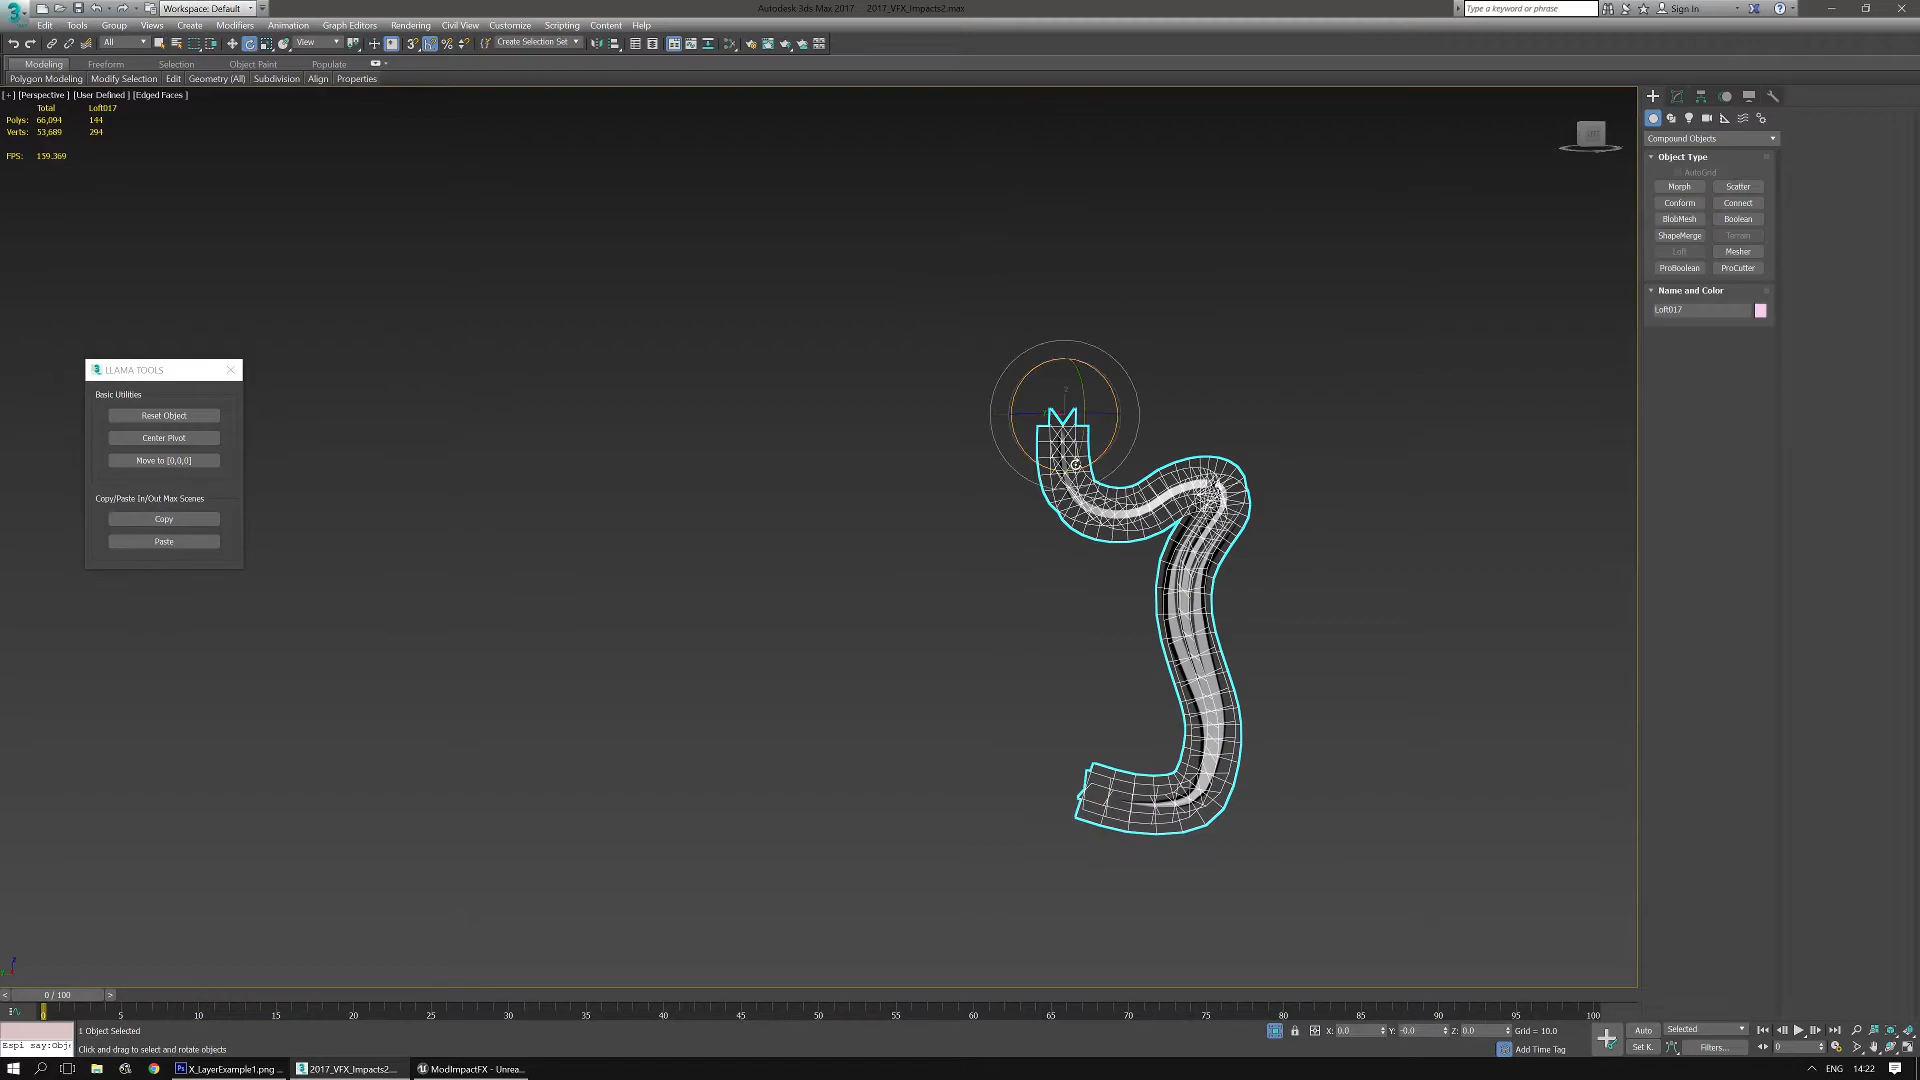 Autodesk 3ds Max 2017    2017_VFX_Impacts2.max
Workspace: Default
Type a keyword or phrase
Sign In
Edit Tools Group Views Create Modifiers Animation Graph Editors Rendering Civil View Customize Scripting Content Help
All View Create Selection Set
Modeling Freeform Selection Object Paint Populate
Polygon Modeling Modify Selection Edit Geometry (All) Subdivision Align Properties
[+] [Perspective ] [User Defined ] [Edged Faces ]
Total Loft017
Polys: 66,094 144
Verts: 53,689 294
FPS: 159.369
Compound Objects
Object Type
AutoGrid
Morph Scatter
Conform Connect
BlobMesh Boolean
ShapeMerge Terrain
Loft Mesher
ProBoolean ProCutter
Name and Color
Loft017
LLAMA TOOLS
Basic Utilities
Reset Object
Center Pivot
Move to [0,0,0]
Copy/Paste In/Out Max Scenes
Copy
Paste
< 0 / 100 >
0 5 10 15 20 25 30 35 40 45 50 55 60 65 70 75 80 85 90 95 100
1 Object Selected
X: 0.0 Y: -0.0 Z: 0.0 Grid = 10.0
Auto Selected
Espi say:Obj
Click and drag to select and rotate objects
Add Time Tag
Set K. Filters... 0
X_LayerExample1.png ... 2017_VFX_Impacts2.... ModImpactFX - Unrea...
ENG 14:22